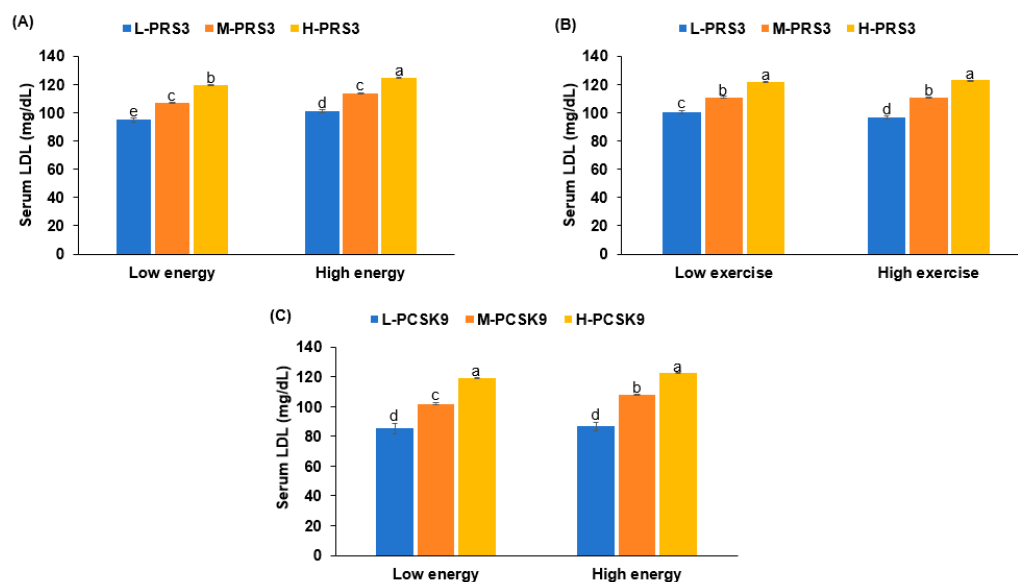 (A)
L-PRS3 M-PRS3 H-PRS3
Serum LDL (mg/dL)
140
120
100
80
60
40
20
0
e c b d c a
Low energy High energy
(B)
L-PRS3 M-PRS3 H-PRS3
Serum LDL (mg/dL)
140
120
100
80
60
40
20
0
c b a d b a
Low exercise High exercise
(C)
L-PCSK9 M-PCSK9 H-PCSK9
Serum LDL (mg/dL)
140
120
100
80
60
40
20
0
d c a d b a
Low energy High energy